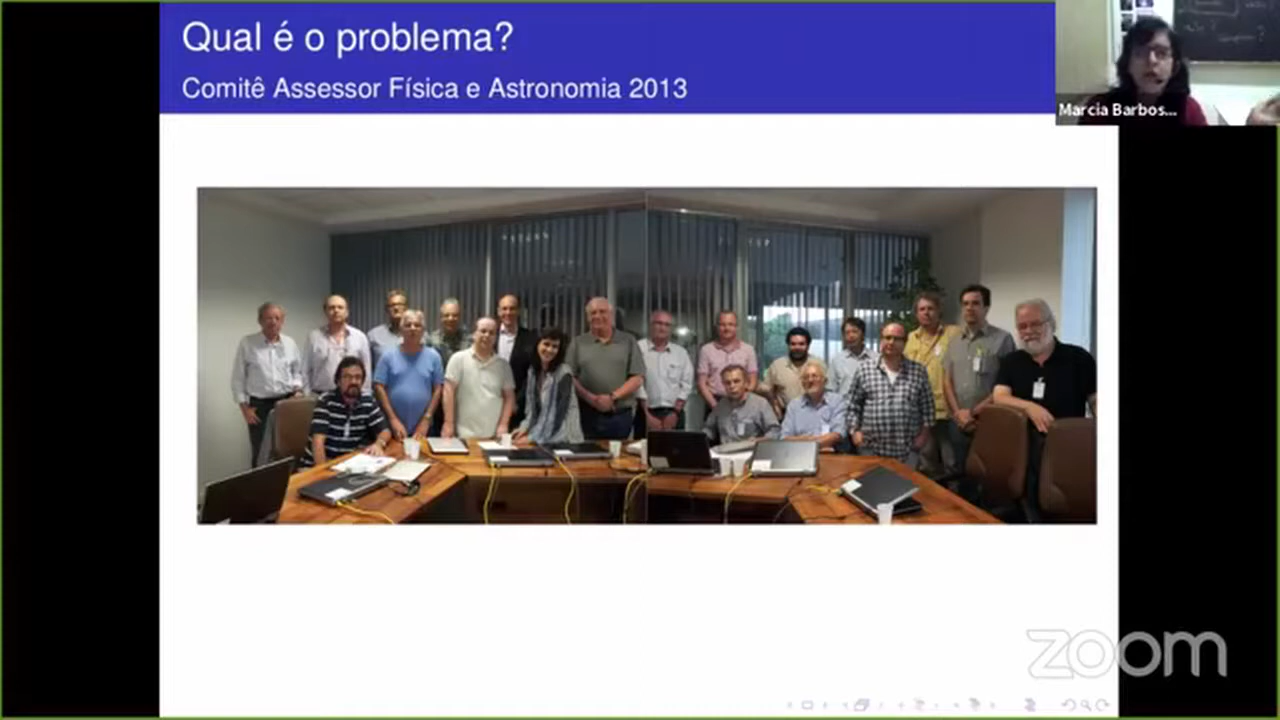 Qual é o problema?
Comitê Assessor Física e Astronomia 2013
Marcia Barbos...
zoom